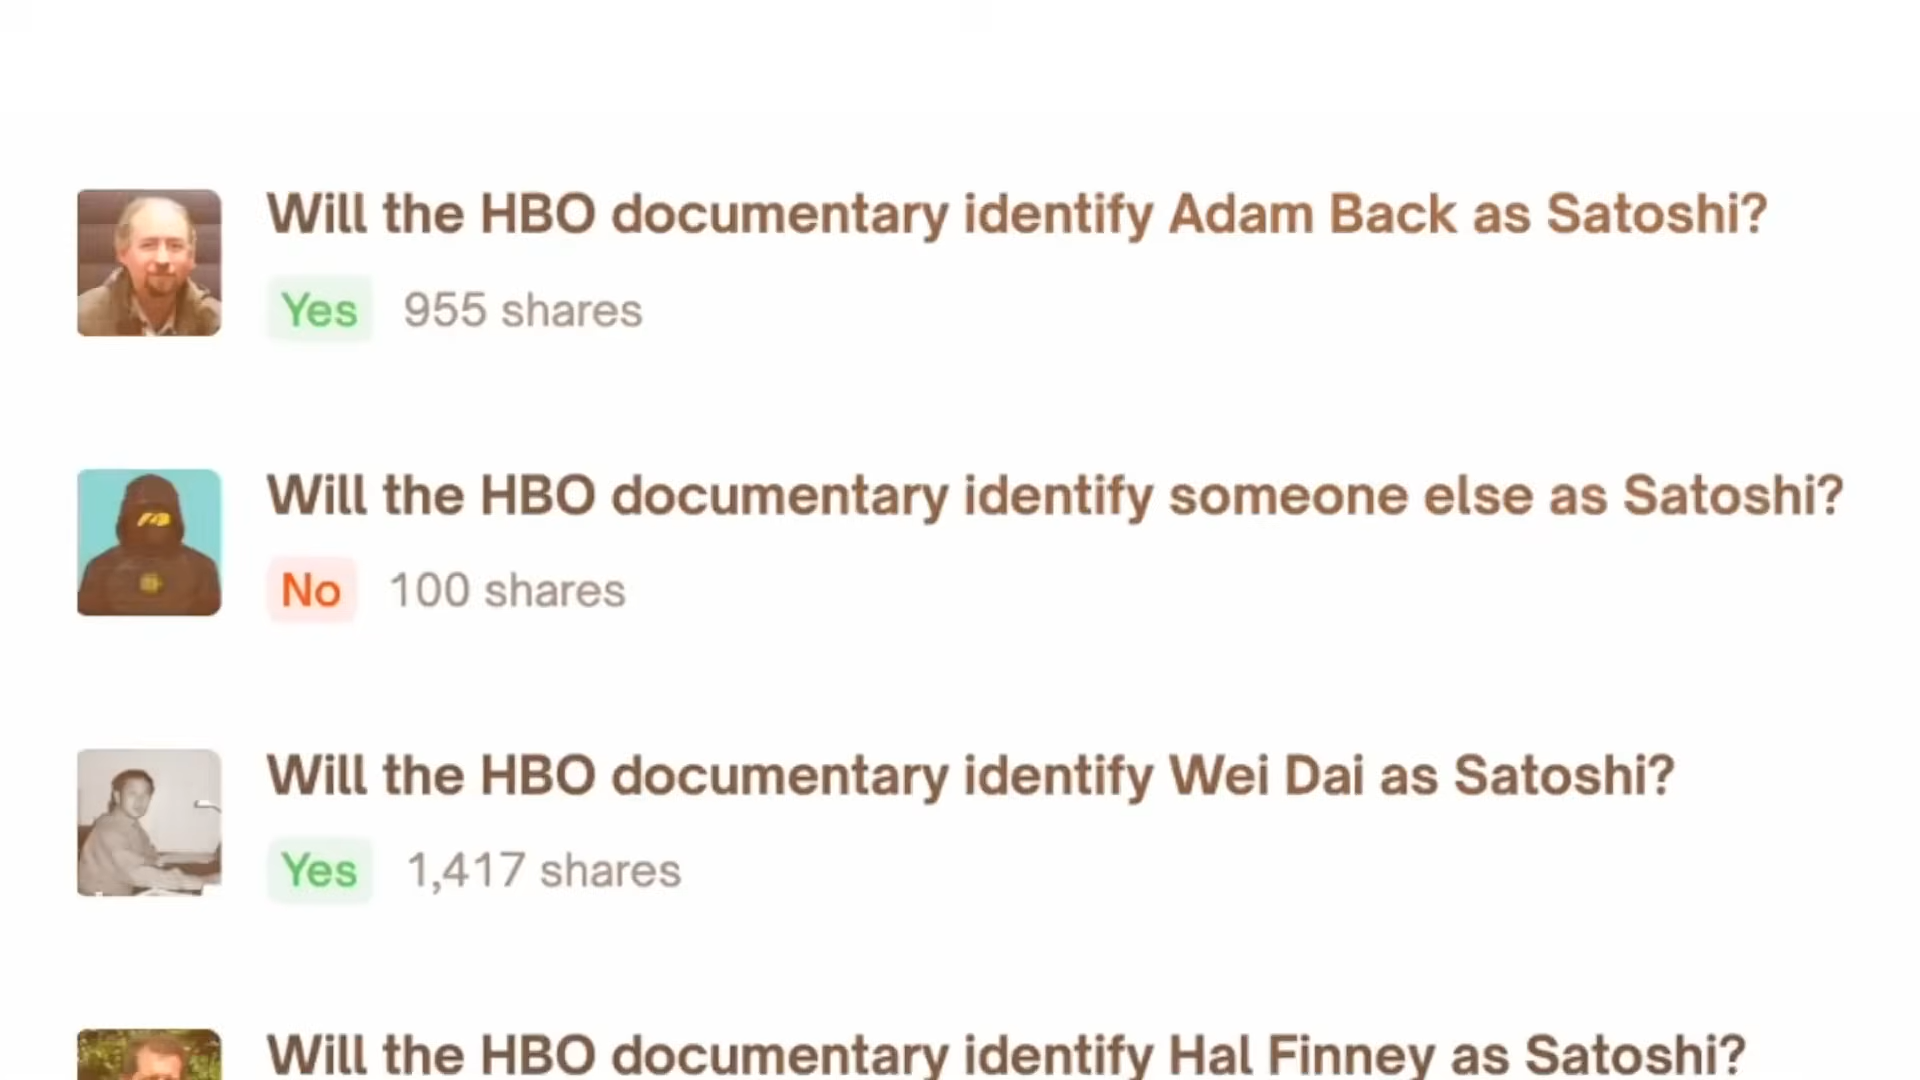 Will the HBO documentary identify Adam Back as Satoshi?
Yes 955 shares
Will the HBO documentary identify someone else as Satoshi?
No 100 shares
Will the HBO documentary identify Wei Dai as Satoshi?
Yes 1,417 shares
Will the HBO documentary identify Hal Finney as Satoshi?